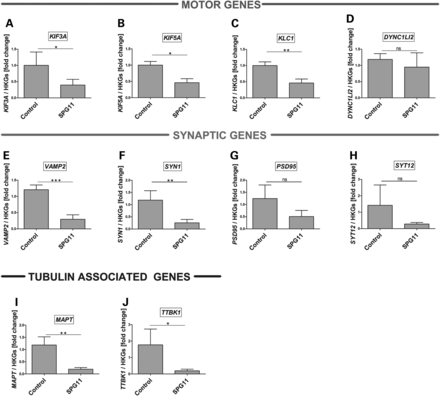 MOTOR GENES
A B C D
KIF3A KIF5A KLC1 DYNC1LI2
* * ** ns
KIF3A / HKGs [fold change] KIF5A / HKGs [fold change] KLC1 / HKGs [fold change] DYNC1LI2 / HKGs [fold change]
Control SPG11 Control SPG11 Control SPG11 Control SPG11
SYNAPTIC GENES
E F G H
VAMP2 SYN1 PSD95 SYT12
*** ** ns ns
VAMP2 / HKGs [fold change] SYN1 / HKGs [fold change] PSD95 / HKGs [fold change] SYT12 / HKGs [fold change]
Control SPG11 Control SPG11 Control SPG11 Control SPG11
TUBULIN ASSOCIATED GENES
I J
MAPT TTBK1
** *
MAPT / HKGs [fold change] TTBK1 / HKGs [fold change]
Control SPG11 Control SPG11